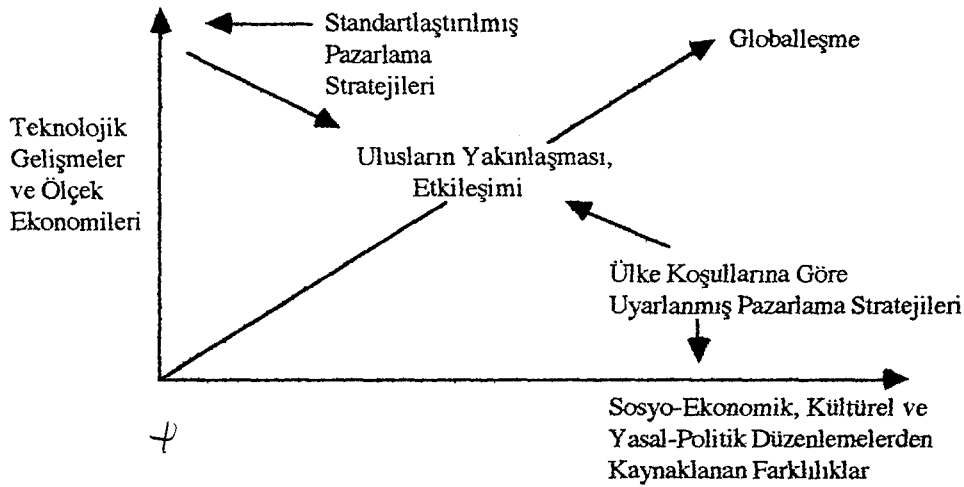 Standartlaştırılmış
Pazarlama
Stratejileri
Globalleşme
Teknolojik
Gelişmeler
ve Ölçek
Ekonomileri
Ulusların Yakınlaşması,
Etkileşimi
Ülke Koşullarına Göre
Uyarlanmış Pazarlama Stratejileri
Sosyo-Ekonomik, Kültürel ve
Yasal-Politik Düzenlemelerden
Kaynaklanan Farklılıklar